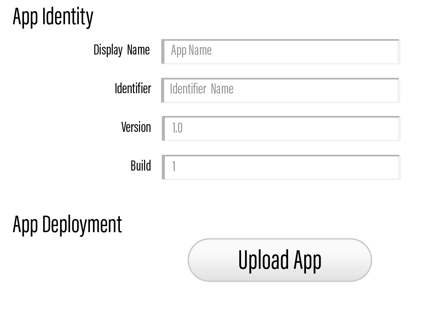 App Identity
Display Name App Name
Identifier Identifier Name
Version 1.0
Build 1
App Deployment
Upload App